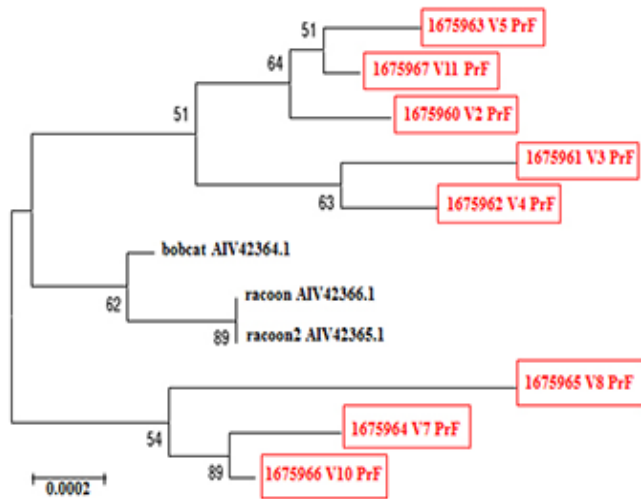 51
1675963 V5 PrF
64
1675967 V11 PrF
51
1675960 V2 PrF
1675961 V3 PrF
63
1675962 V4 PrF
bobcat AIV42364.1
62
racoon AIV42366.1
89
racoon2 AIV42365.1
1675965 V8 PrF
54
1675964 V7 PrF
89
1675966 V10 PrF
0.0002